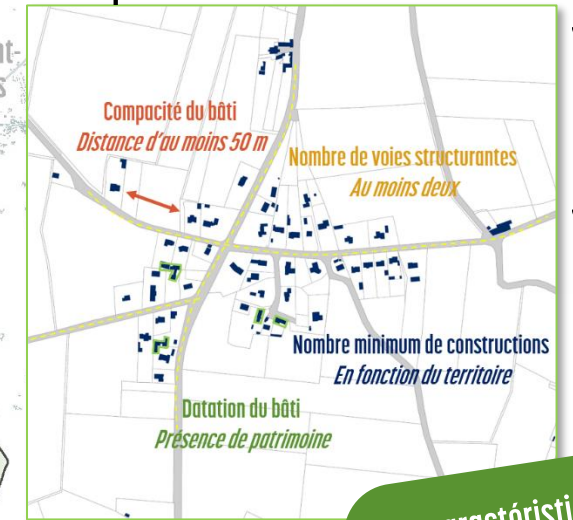 Compacité du bâti
Distance d'au moins 50 m
Nombre de voies structurantes
Au moins deux
Nombre minimum de constructions
En fonction du territoire
Datation du bâti
Présence de patrimoine